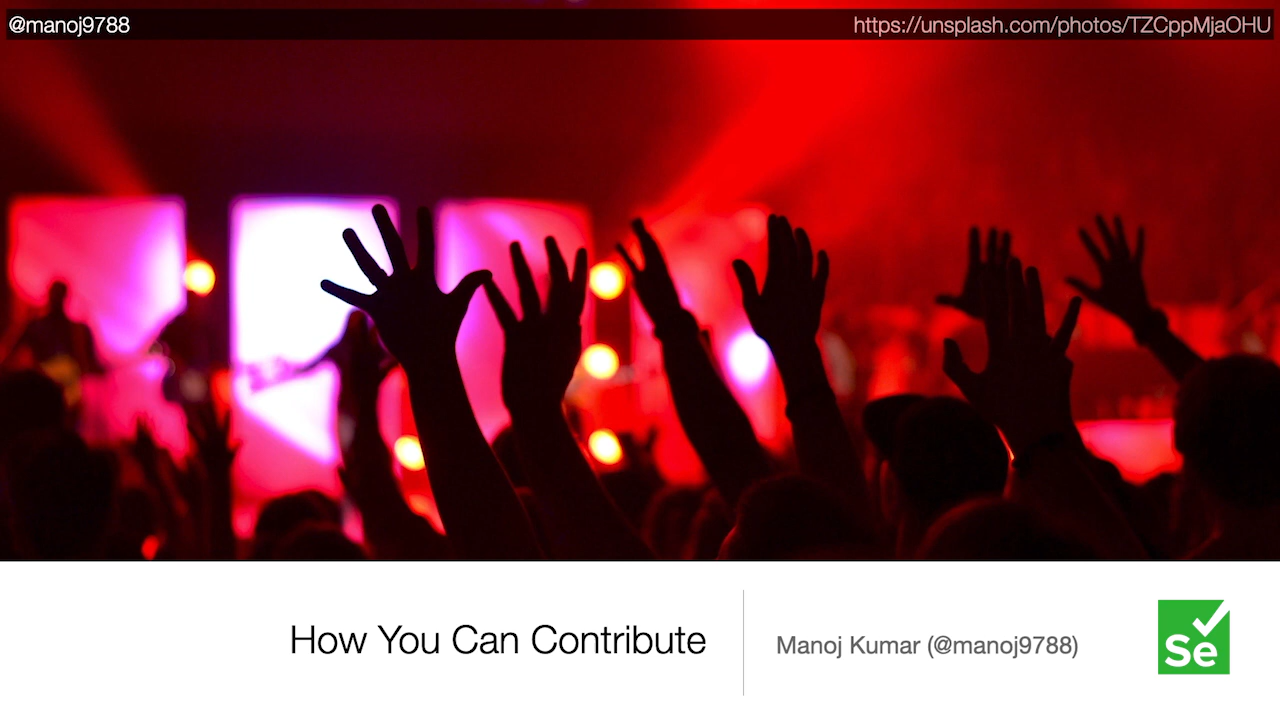 @manoj9788
https://unsplash.com/photos/TZCppMjaOHU
How You Can Contribute
Manoj Kumar (@manoj9788)
Se